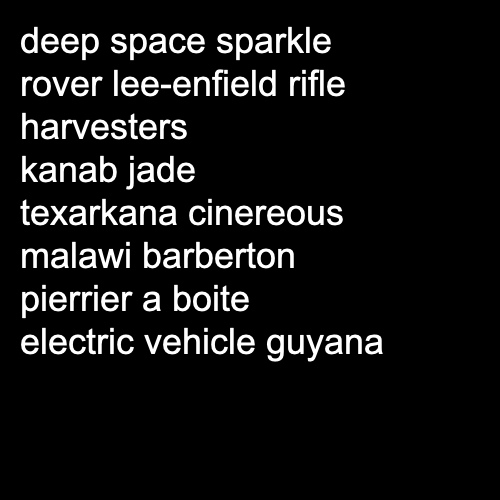 deep space sparkle
rover lee-enfield rifle
harvesters
kanab jade
texarkana cinereous
malawi barberton
pierrier a boite
electric vehicle guyana